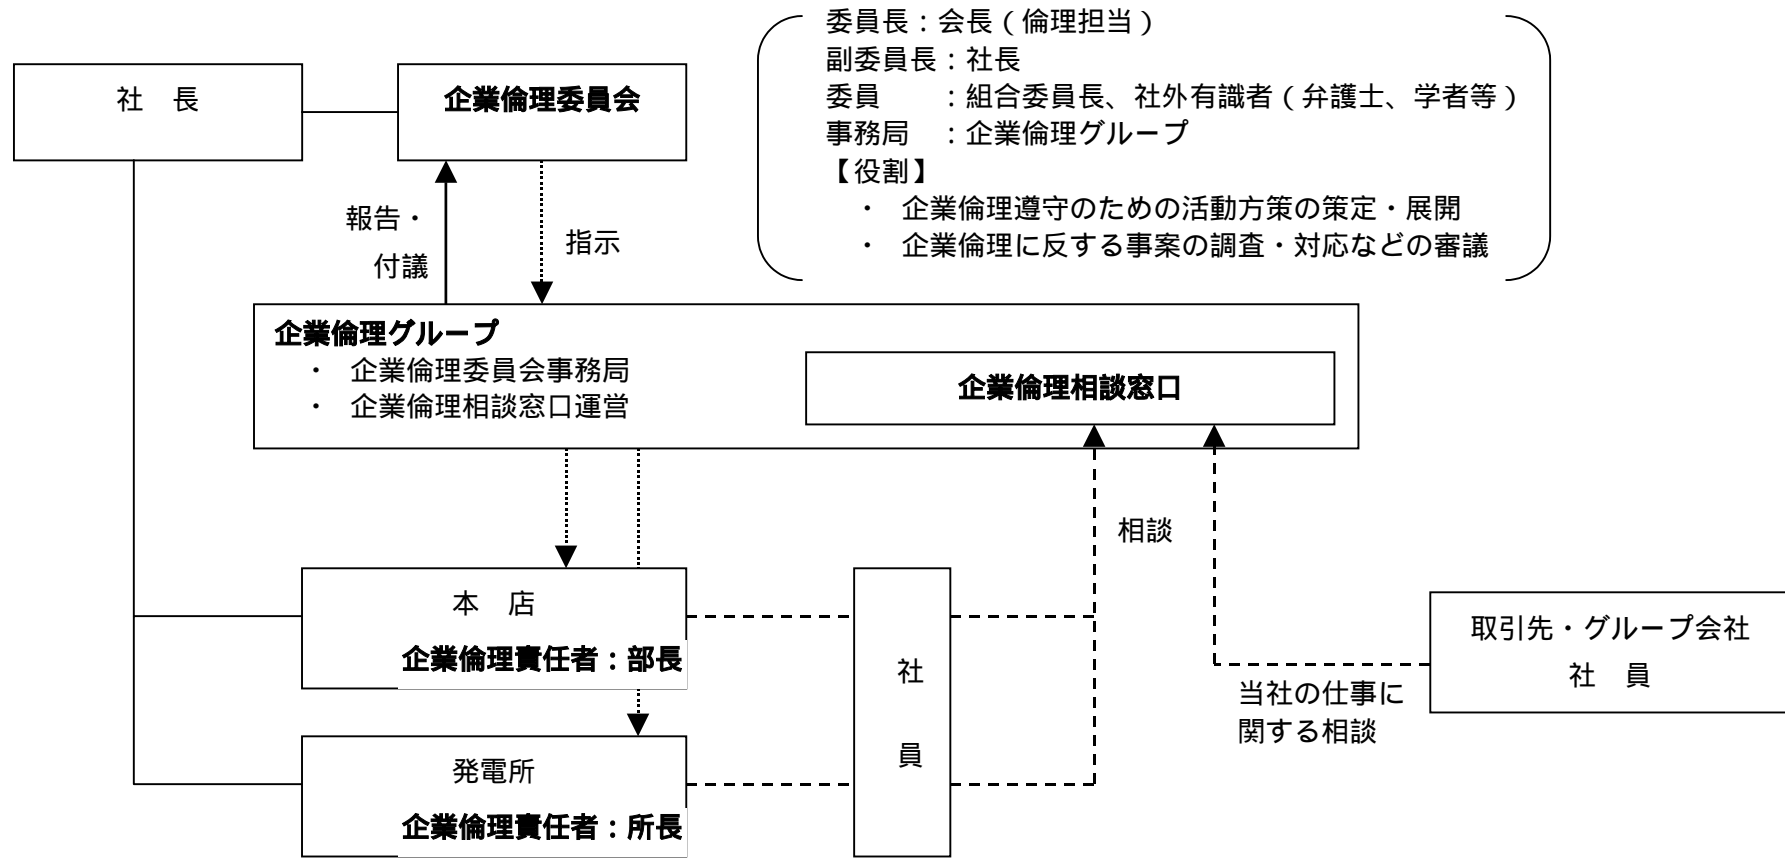 委員長：会長（倫理担当）
副委員長：社長
委員　　：組合委員長、社外有識者（弁護士、学者等）
事務局　：企業倫理グループ
【役割】
・　企業倫理遵守のための活動方策の策定・展開
・　企業倫理に反する事案の調査・対応などの審議
社　長
企業倫理委員会
報告・
付議
指示
企業倫理グループ
・　企業倫理委員会事務局
・　企業倫理相談窓口運営
企業倫理相談窓口
相談
本　店
企業倫理責任者：部長
発電所
企業倫理責任者：所長
社
員
取引先・グループ会社
社　員
当社の仕事に
関する相談